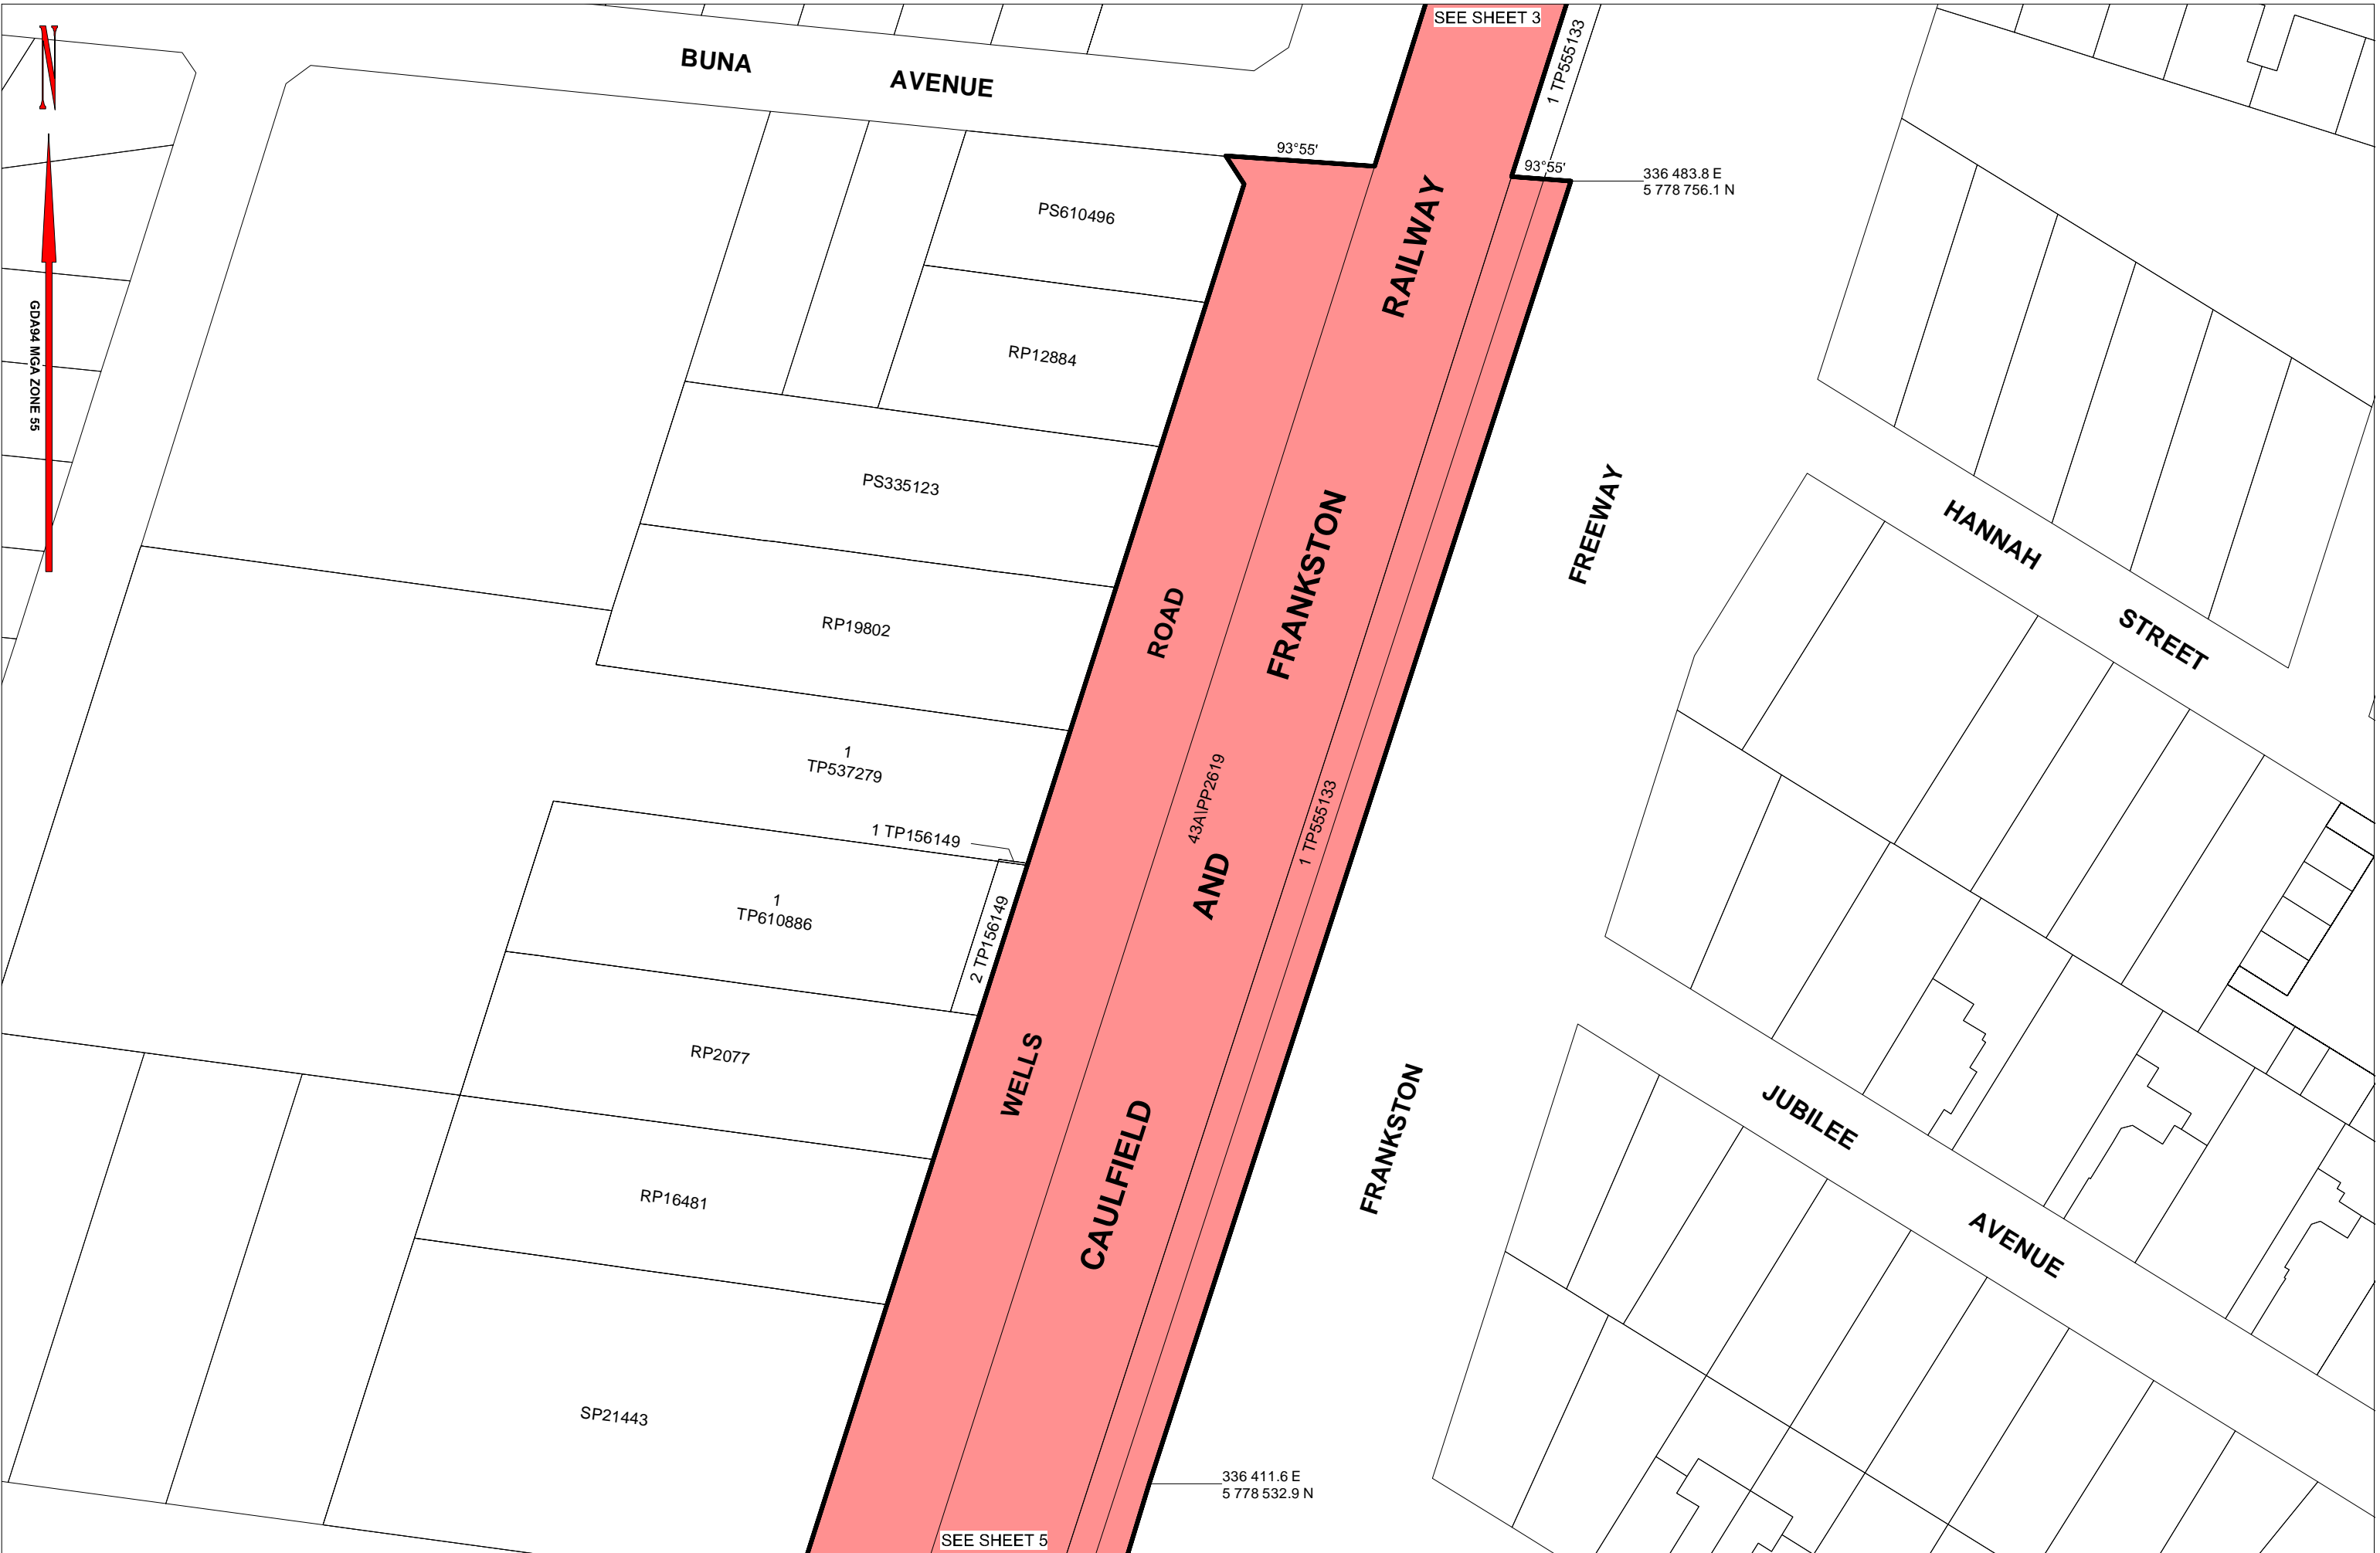 SEE SHEET 3
N
BUNA AVENUE
1 TP555133
93°55'
93°55'
336 483.8 E
5 778 756.1 N
PS610496
RAILWAY
GDA94 MGA ZONE 55
RP12884
PS335123
FREEWAY
HANNAH STREET
FRANKSTON
ROAD
RP19802
1
TP537279
43A\PP2619
1 TP555133
1 TP156149
AND
1
TP610886
2 TP156149
RP2077
WELLS
JUBILEE AVENUE
CAULFIELD
FRANKSTON
RP16481
SP21443
336 411.6 E
5 778 532.9 N
SEE SHEET 5